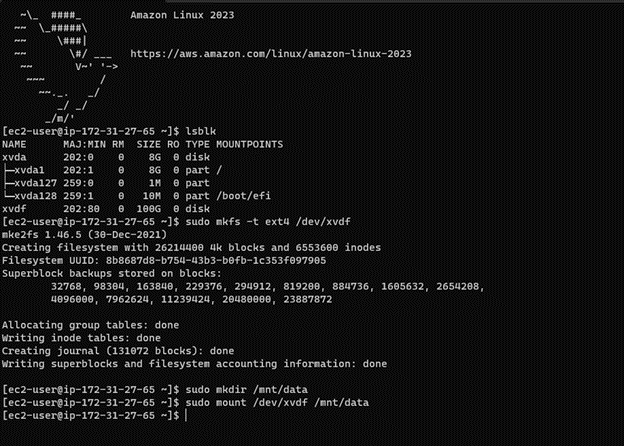 ~\_  ####_        Amazon Linux 2023
  ~~  \_#####\
  ~~     \###|
  ~~       \#/ ___   https://aws.amazon.com/linux/amazon-linux-2023
   ~~       V~' '->
    ~~~         /
      ~~._.   _/
         _/ _/
       _/m/'
[ec2-user@ip-172-31-27-65 ~]$ lsblk
NAME      MAJ:MIN RM  SIZE RO TYPE MOUNTPOINTS
xvda      202:0    0    8G  0 disk
├─xvda1   202:1    0    8G  0 part /
├─xvda127 259:0    0    1M  0 part
└─xvda128 259:1    0   10M  0 part /boot/efi
xvdf      202:80   0  100G  0 disk
[ec2-user@ip-172-31-27-65 ~]$ sudo mkfs -t ext4 /dev/xvdf
mke2fs 1.46.5 (30-Dec-2021)
Creating filesystem with 26214400 4k blocks and 6553600 inodes
Filesystem UUID: 8b8687d8-b754-43b3-b0fb-1c353f097905
Superblock backups stored on blocks:
        32768, 98304, 163840, 229376, 294912, 819200, 884736, 1605632, 2654208,
        4096000, 7962624, 11239424, 20480000, 23887872

Allocating group tables: done
Writing inode tables: done
Creating journal (131072 blocks): done
Writing superblocks and filesystem accounting information: done

[ec2-user@ip-172-31-27-65 ~]$ sudo mkdir /mnt/data
[ec2-user@ip-172-31-27-65 ~]$ sudo mount /dev/xvdf /mnt/data
[ec2-user@ip-172-31-27-65 ~]$